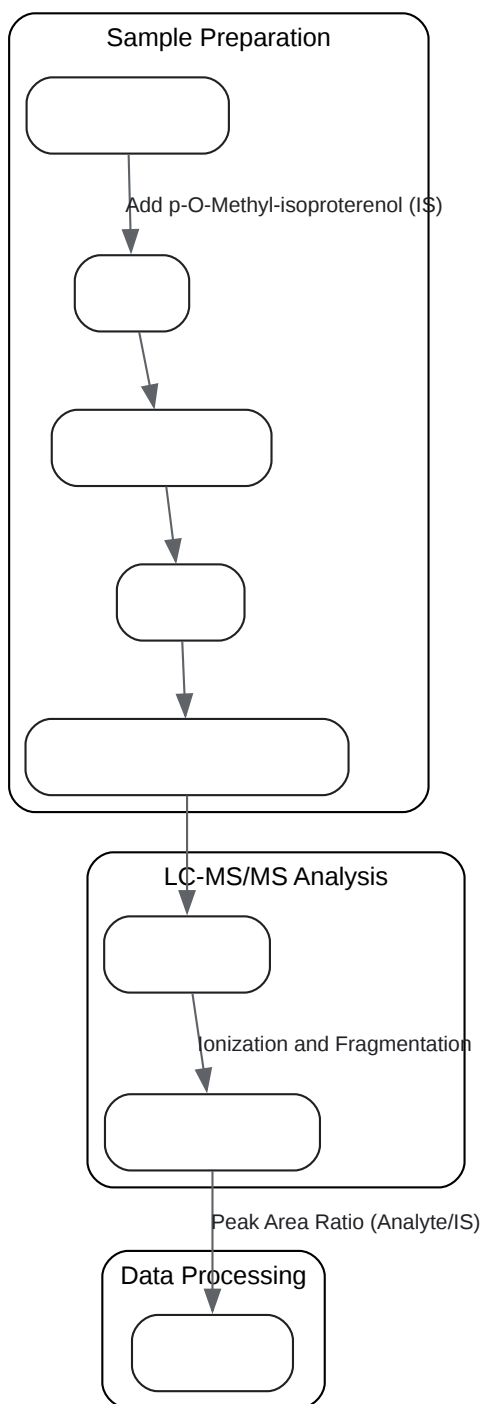 Sample Preparation
Add p-O-Methyl-isoproterenol (IS)
LC-MS/MS Analysis
Ionization and Fragmentation
Peak Area Ratio (Analyte/IS)
Data Processing